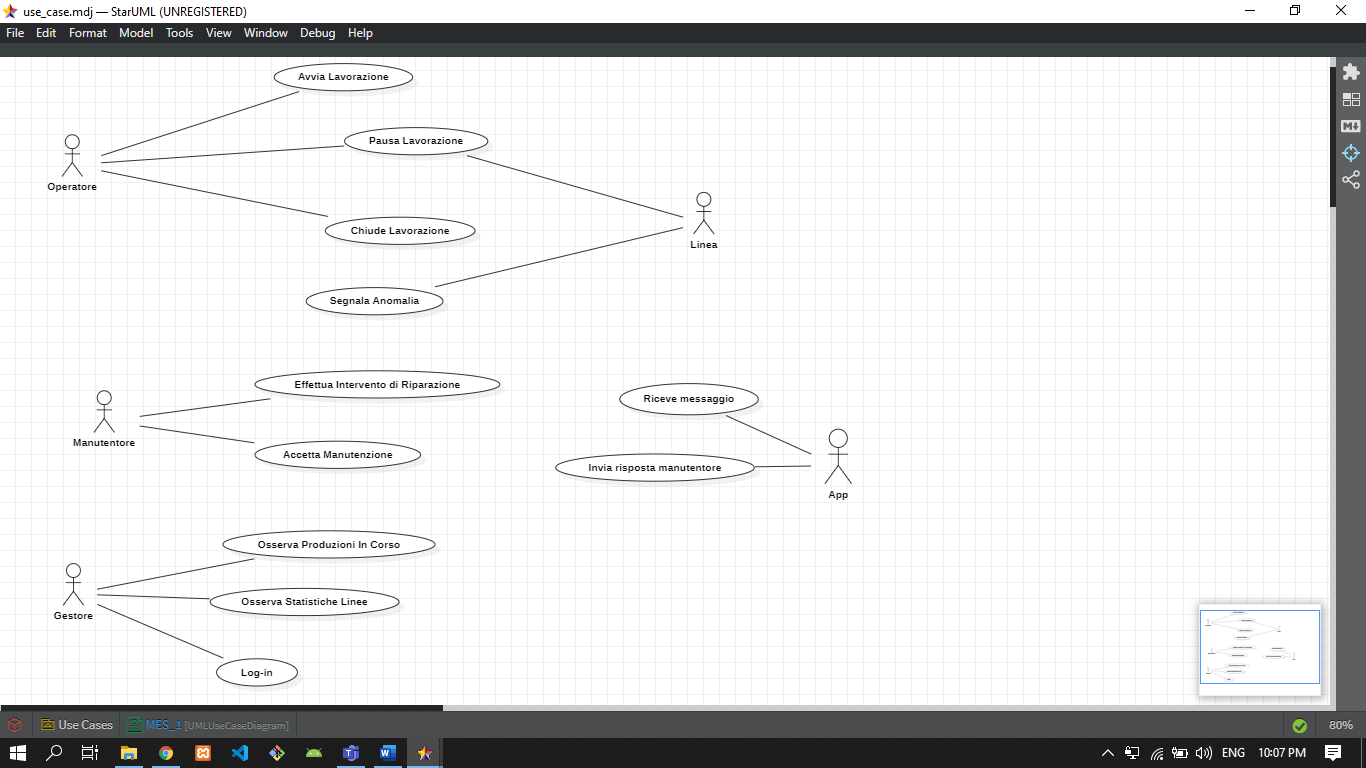 use_case.mdj — StarUML (UNREGISTERED)
File Edit Format Model Tools View Window Debug Help
Avvia Lavorazione
Pausa Lavorazione
Operatore
Chiude Lavorazione
Linea
Segnala Anomalia
Effettua Intervento di Riparazione
Riceve messaggio
Manutentore
Accetta Manutenzione
Invia risposta manutentore
App
Osserva Produzioni In Corso
Osserva Statistiche Linee
Gestore
Log-in
Use Cases MES_1 [UMLUseCaseDiagram] 80%
ENG 10:07 PM